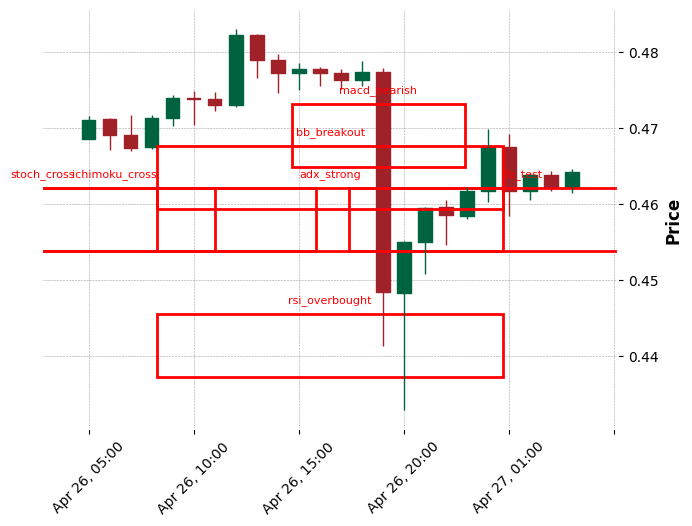 0.48
macd_bearish
0.47
bb_breakout
stoch_cross
ichimoku_cross
adx_strong
_test
0.46
Price
0.45
rsi_overbought
0.44
Apr 26, 05:00
Apr 26, 10:00
Apr 26, 15:00
Apr 26, 20:00
Apr 27, 01:00